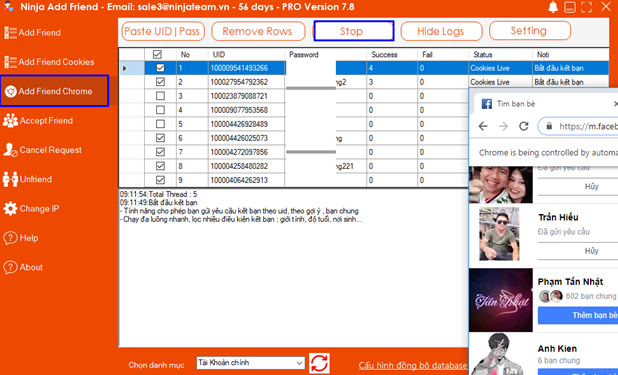 Ninja Add Friend - Email: sale3@ninjateam.vn - 56 days - PRO Version 7.8
Add Friend
Add Friend Cookies
Add Friend Chrome
Accept Friend
Cancel Request
Unfriend
Change IP
Help
About
Paste UID | Pass
Remove Rows
Stop
Hide Logs
Setting
No UID Password Success Fail Status Noti
1 100009541493266 4 0 Cookies Live Bắt đầu kết bạn
2 100002795492362 ng2 3 0 Cookies Live Bắt đầu kết bạn
3 100023879088721 0 0
4 100009077953568 0 0
5 100004426928489 0 0
6 100004426025073 ng 0 0
7 100004272097856 0 0
8 100004258480282 ng221 0 0
9 100004064262913 0 0
09:11:54:Total Thread : 5
09:11:49:Bắt đầu kết bạn
- Tính năng cho phép bạn gửi yêu cầu kết bạn theo uid, theo gợi ý , bạn chung
- Chạy đa luồng nhanh, lọc nhiều điều kiện kết bạn : giới tính, độ tuổi, nơi sinh...
Chọn danh mục
Tài Khoản chính
Cấu hình đồng bộ database
Tìm bạn bè
https://m.faceb
Chrome is being controlled by automa
Đã gửi yêu cầu
Hủy
Trần Hiếu
Đã gửi yêu cầu
Hủy
Tấn Nhật
Phạm Tấn Nhật
602 bạn chung
Thêm bạn bè
Anh Kien
6 bạn chung